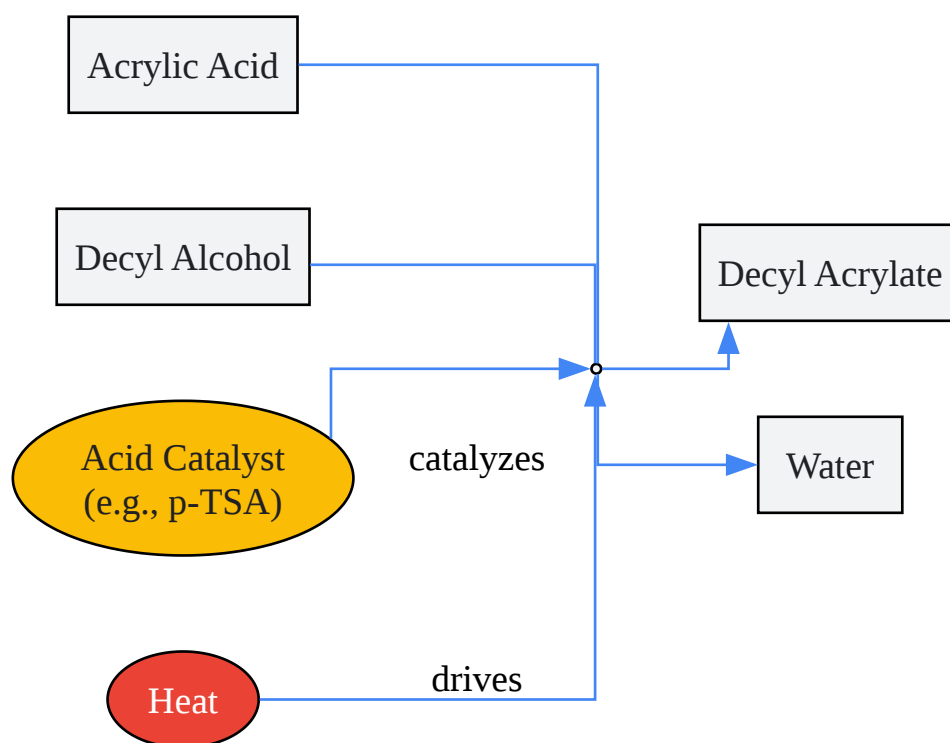 Acrylic Acid
Decyl Alcohol
Decyl Acrylate
Acid Catalyst
(e.g., p-TSA)
catalyzes
Water
Heat
drives